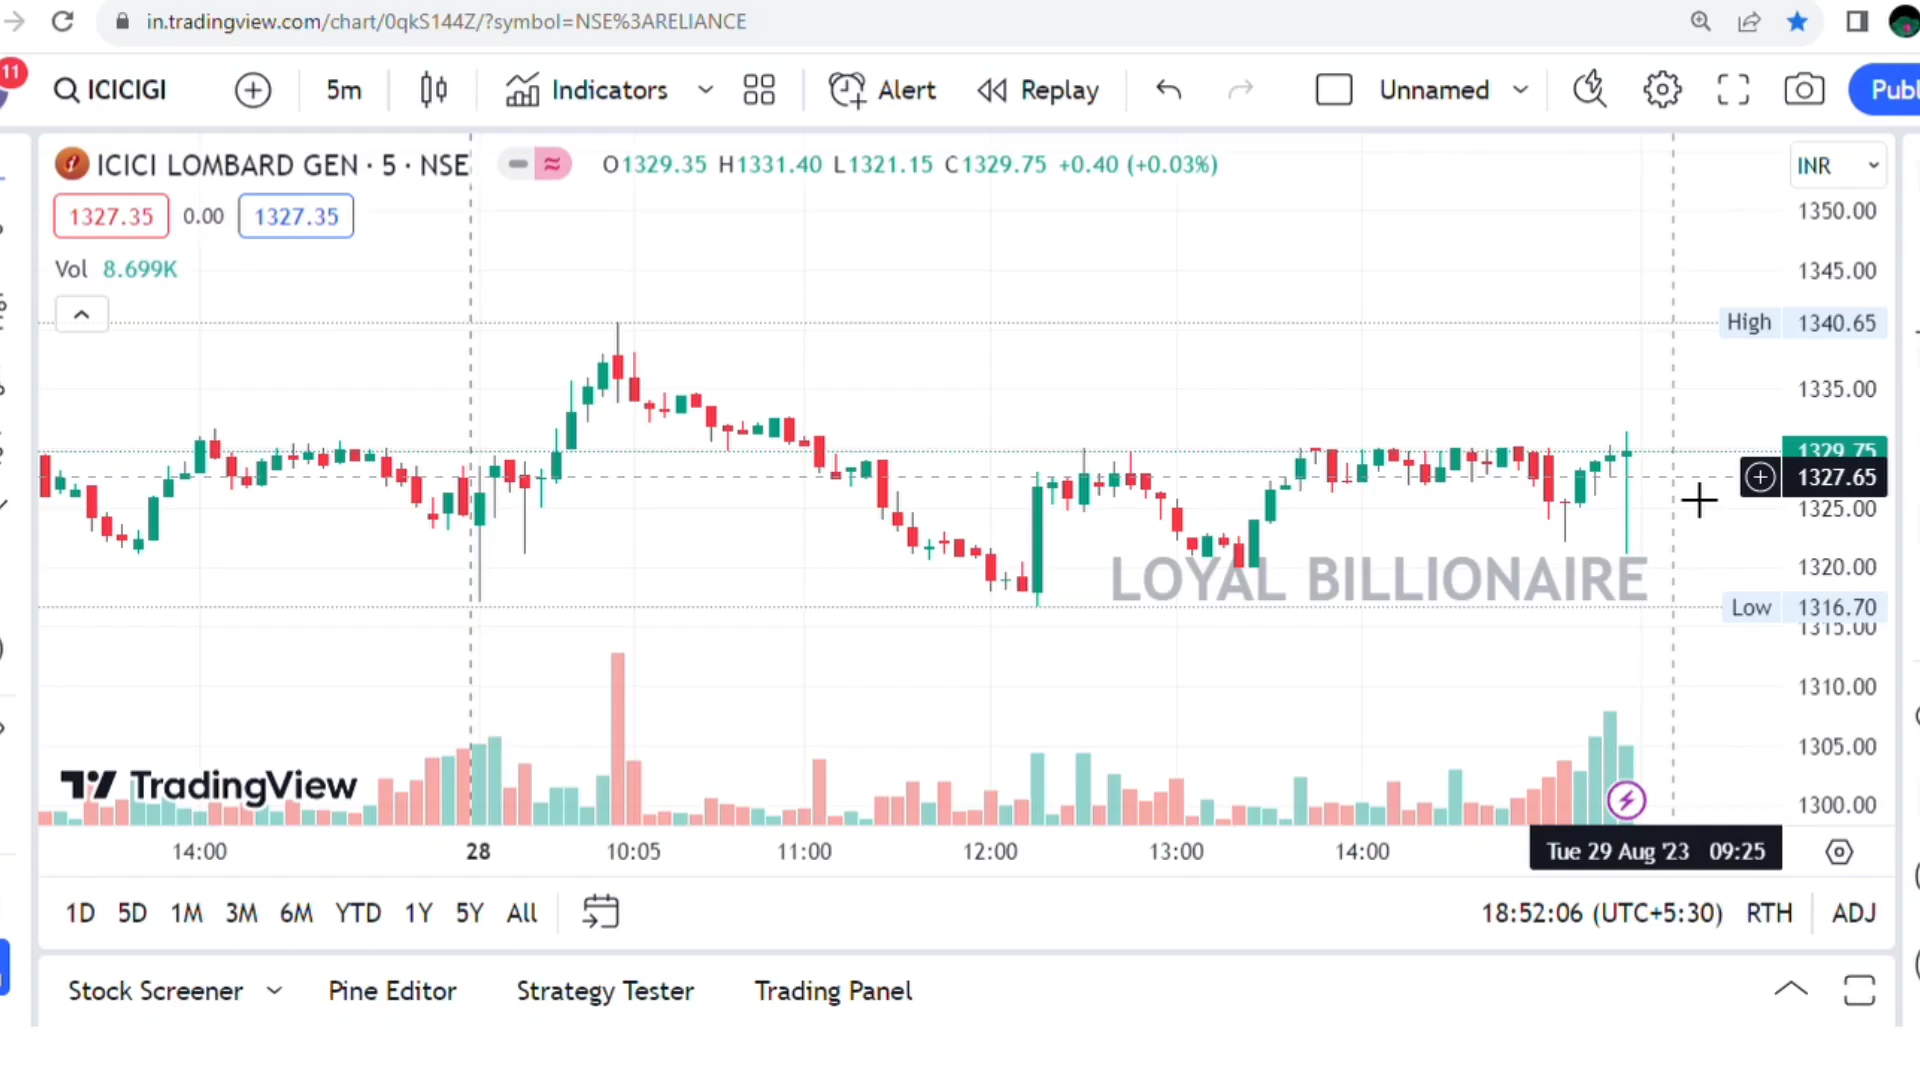 in.tradingview.com/chart/0qkS144Z/?symbol=NSE%3ARELIANCE
11
ICICIGI 5m Indicators Alert Replay Unnamed Publ
ICICI LOMBARD GEN · 5 · NSE O1329.35 H1331.40 L1321.15 C1329.75 +0.40 (+0.03%) INR
1327.35 0.00 1327.35
1350.00
Vol 8.699K
1345.00
High 1340.65
1335.00
1329.75
1327.65
1325.00
1320.00
LOYAL BILLIONAIRE
Low 1316.70
1315.00
1310.00
1305.00
TradingView
1300.00
14:00 28 10:05 11:00 12:00 13:00 14:00 Tue 29 Aug '23 09:25
1D 5D 1M 3M 6M YTD 1Y 5Y All 18:52:06 (UTC+5:30) RTH ADJ
Stock Screener Pine Editor Strategy Tester Trading Panel